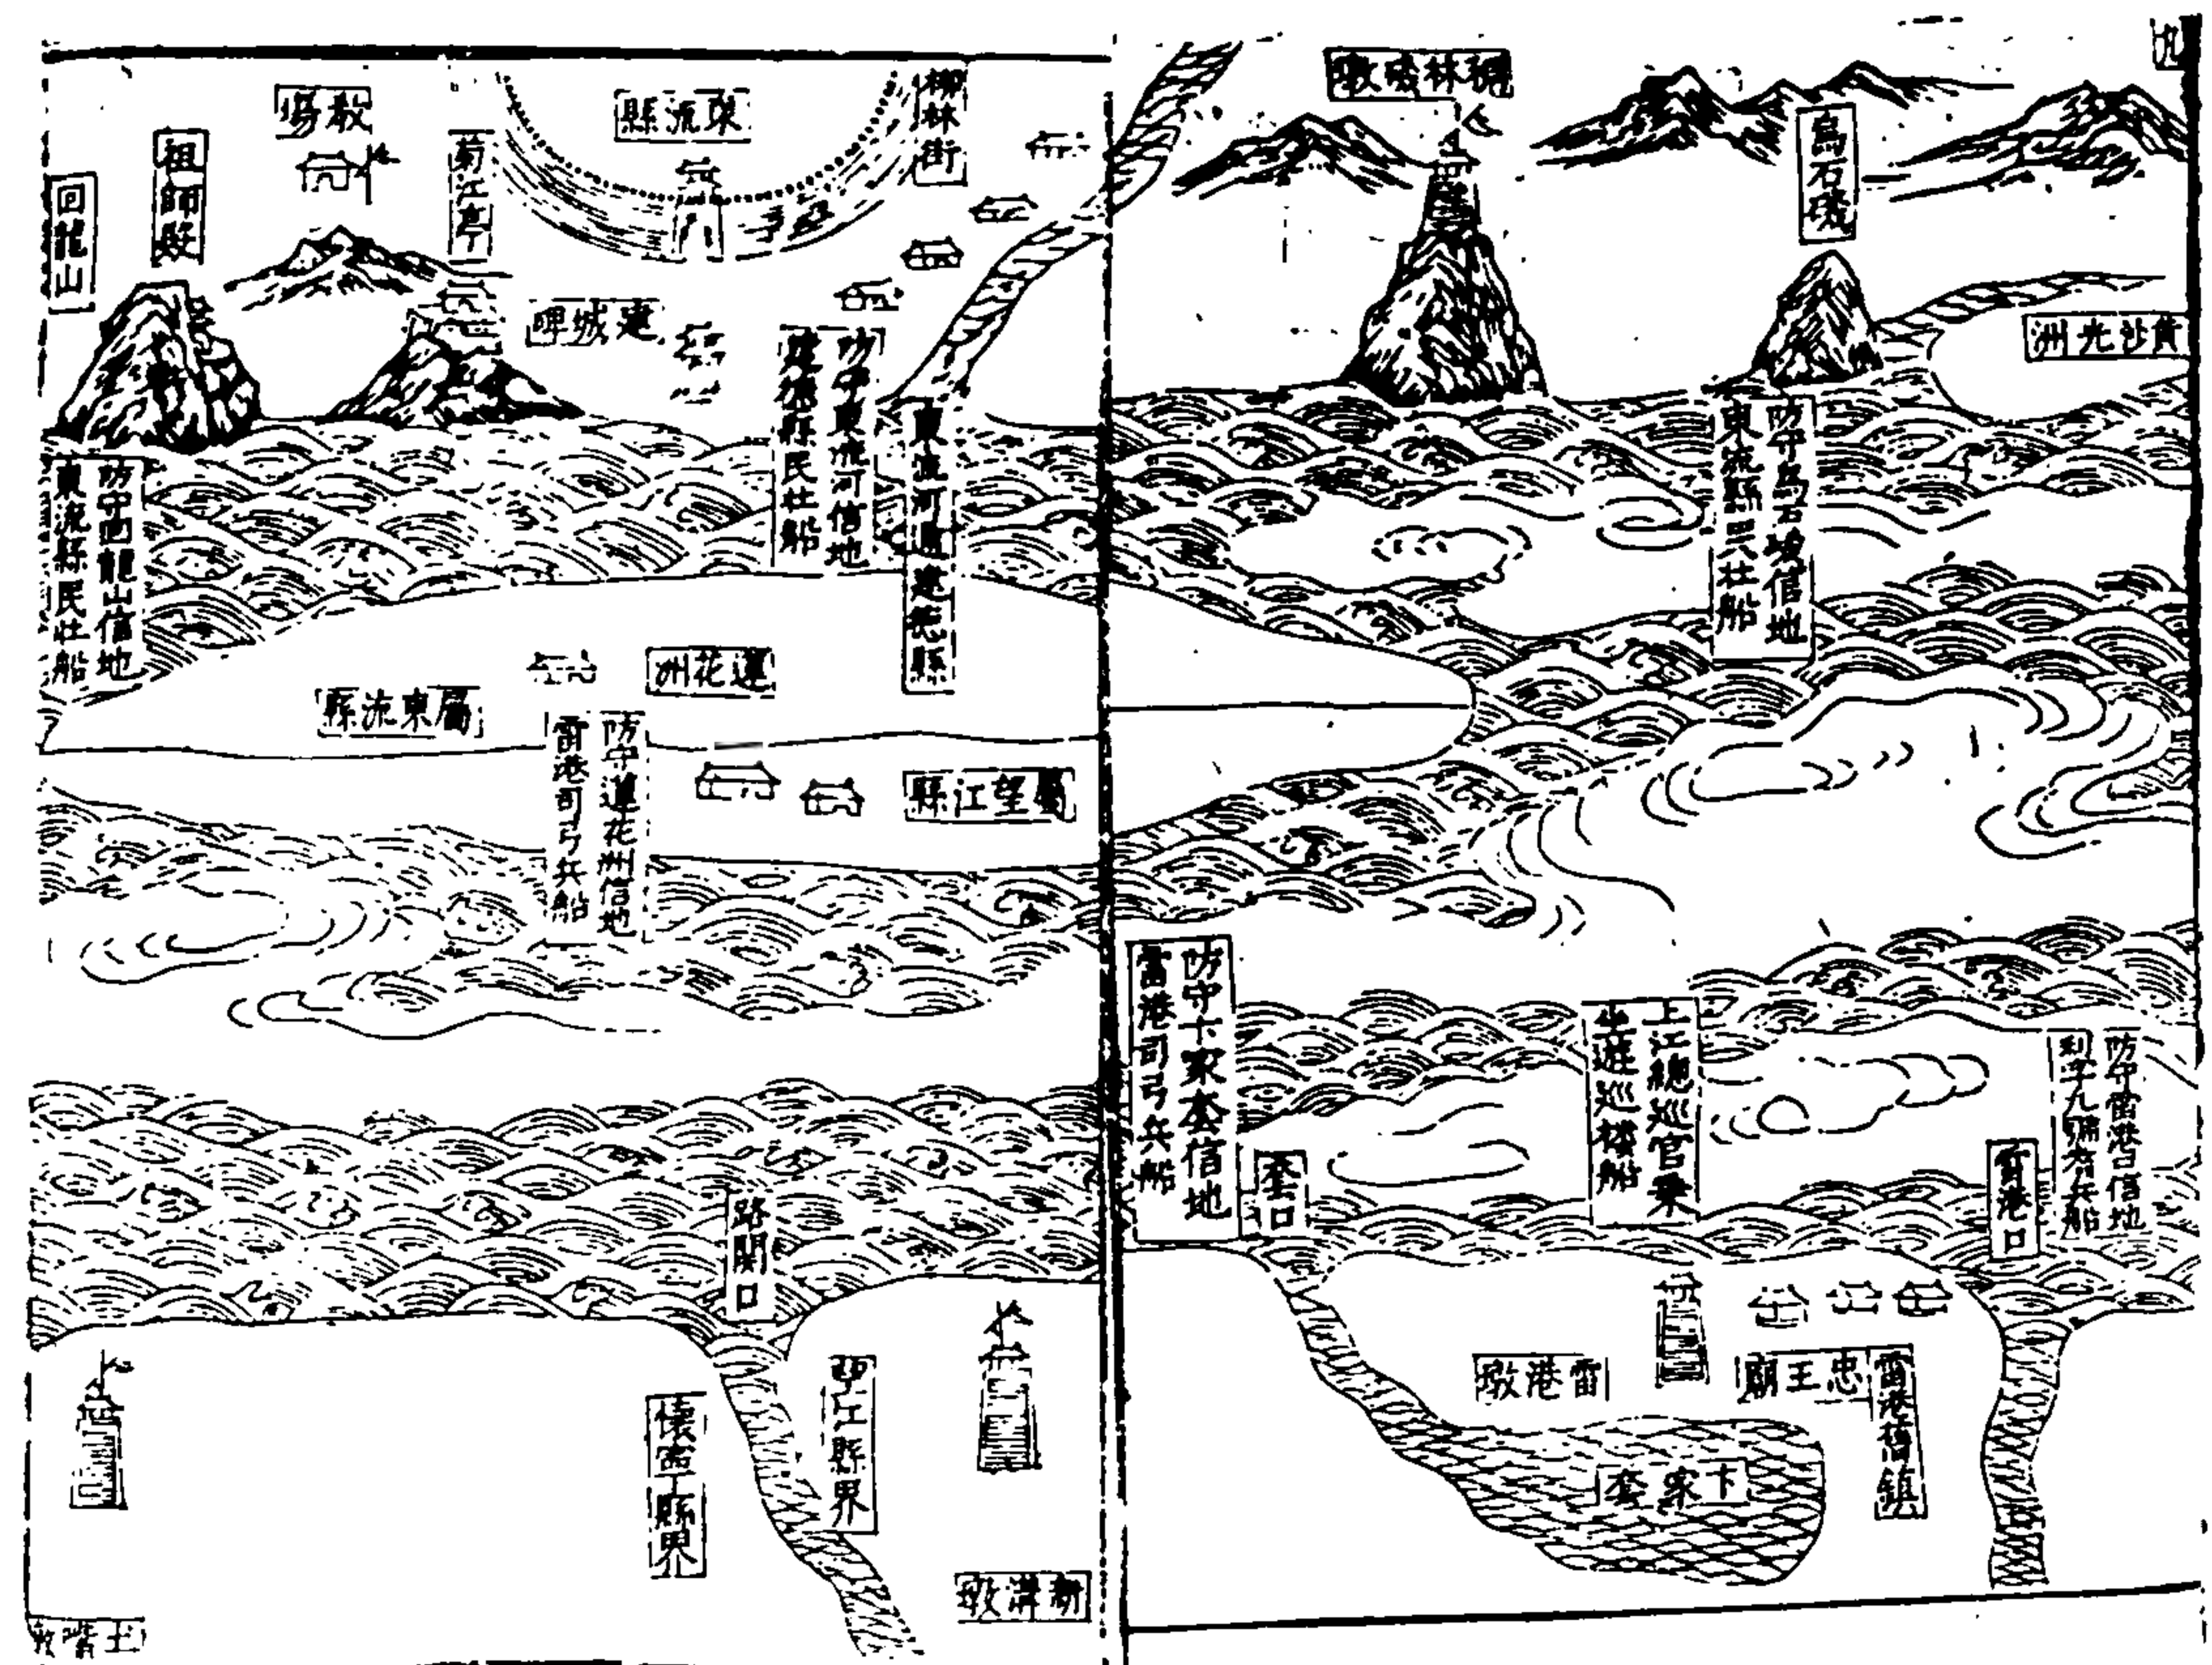 烏石磯
黃沙光洲
防守烏石磯信地
東流縣民壯船
防守雷港口信地
雷港口
上江總巡官乘
坐遊巡樓船
忠王廟
雷港舊鎮
雷港墩
卞家套
套口
防守卞家套信地
雷港司弓兵船
柳林街
東流縣
菊江亭
教場
祖師殿
回龍山
建城碑
東流河通建德縣
防守東流河信地
建德縣民壯船
防守回龍山信地
東流縣民壯船
蓮花洲
屬東流縣
屬望江縣
防守蓮花洲信地
雷港司弓兵船
路關口
望江縣界
懷寧縣界
新溝墩